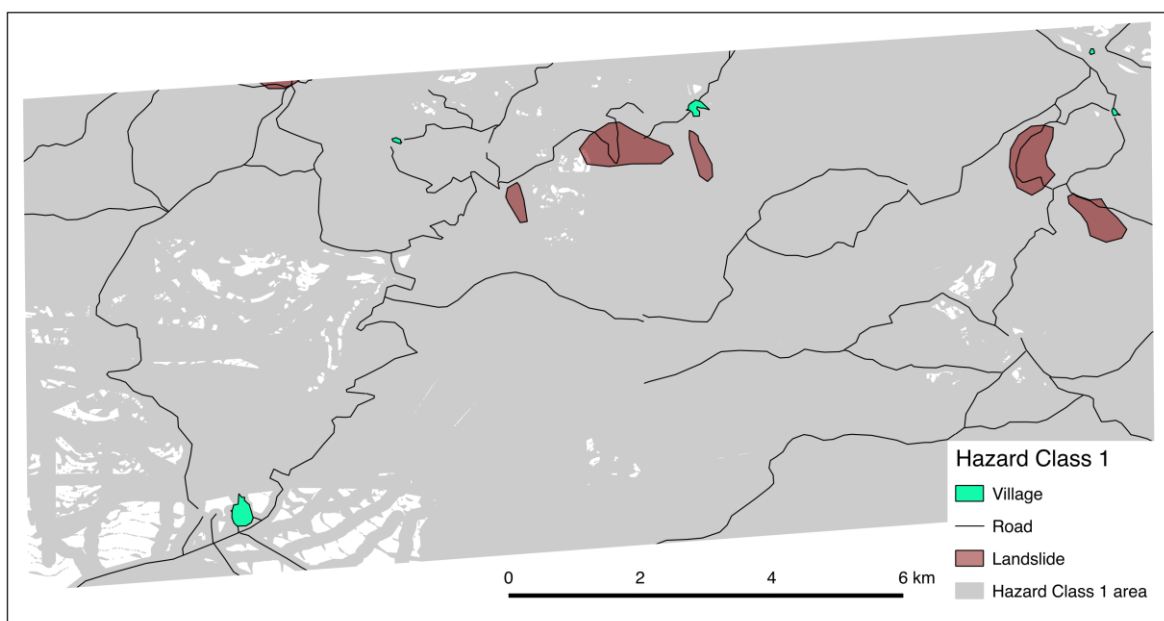 Hazard Class 1
Village
Road
Landslide
Hazard Class 1 area
0 2 4 6 km